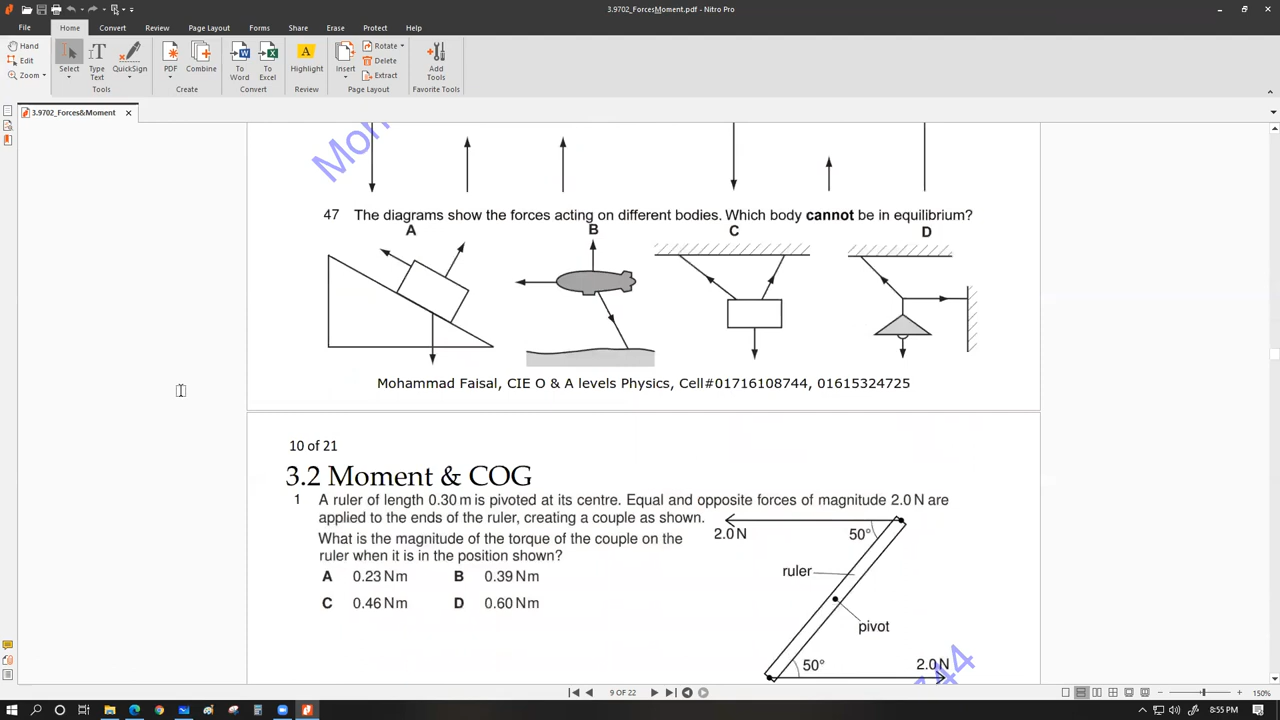 3.9702_ForcesMoment.pdf - Nitro Pro
File Home Convert Review Page Layout Forms Share Erase Protect Help
Hand
Edit
Zoom
Select
Type Text
QuickSign
PDF
Combine
To Word
To Excel
Highlight
Insert
Rotate
Delete
Extract
Add Tools
Tools Create Convert Review Page Layout Favorite Tools
3.9702_Forces&Moment
Moh
47 The diagrams show the forces acting on different bodies. Which body cannot be in equilibrium?
A B C D
Mohammad Faisal, CIE O & A levels Physics, Cell#01716108744, 01615324725
10 of 21
3.2 Moment & COG
1 A ruler of length 0.30 m is pivoted at its centre. Equal and opposite forces of magnitude 2.0 N are
applied to the ends of the ruler, creating a couple as shown.
What is the magnitude of the torque of the couple on the
ruler when it is in the position shown?
A 0.23 Nm B 0.39 Nm
C 0.46 Nm D 0.60 Nm
2.0 N
50°
ruler
pivot
50°
2.0 N
44
9 OF 22
150%
8:55 PM